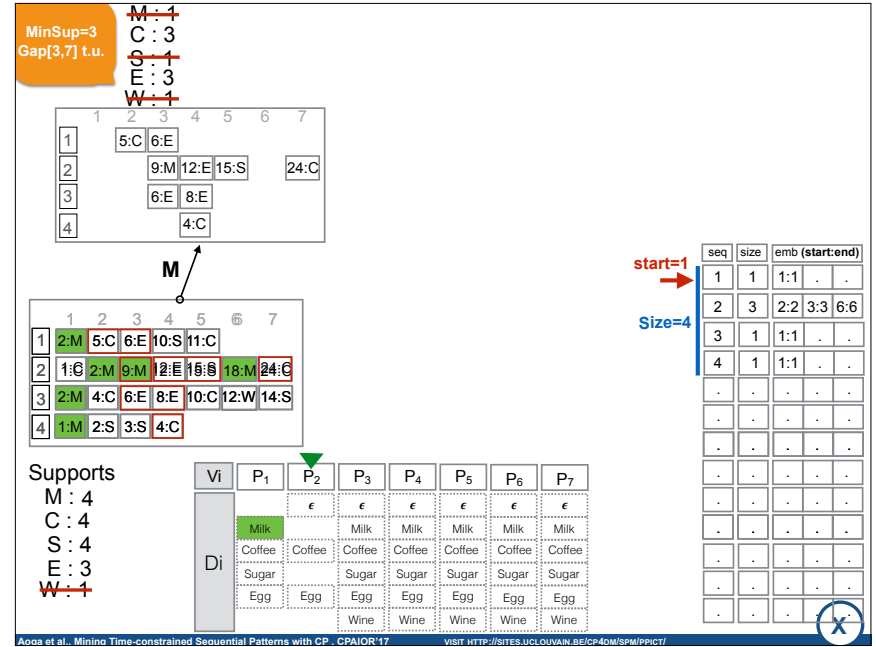 MinSup=3
Gap[3,7] t.u.
M : 1
C : 3
S : 1
E : 3
W : 1
1 2 3 4 5 6 7
1 5:C 6:E
2 9:M 12:E 15:S 24:C
3 6:E 8:E
4 4:C
M
1 2 3 4 5 6 7
1 2:M 5:C 6:E 10:S 11:C
2 1:C 2:M 9:M 12:E 15:S 18:M 24:C
3 2:M 4:C 6:E 8:E 10:C 12:W 14:S
4 1:M 2:S 3:S 4:C
Supports
M : 4
C : 4
S : 4
E : 3
W : 1
Vi P1 P2 P3 P4 P5 P6 P7
Di
ϵ ϵ ϵ ϵ ϵ ϵ
Milk Milk Milk Milk Milk Milk
Coffee Coffee Coffee Coffee Coffee Coffee Coffee
Sugar Sugar Sugar Sugar Sugar Sugar
Egg Egg Egg Egg Egg Egg Egg
Wine Wine Wine Wine Wine
start=1
Size=4
seq size emb (start:end)
1 1 1:1 . .
2 3 2:2 3:3 6:6
3 1 1:1 . .
4 1 1:1 . .
. . . . .
. . . . .
. . . . .
. . . . .
. . . . .
. . . . .
. . . . .
. . . . .
. . . . .
X
Aoga et al., Mining Time-constrained Sequential Patterns with CP . CPAIOR'17
VISIT HTTP://SITES.UCLOUVAIN.BE/CP4DM/SPM/PPICT/